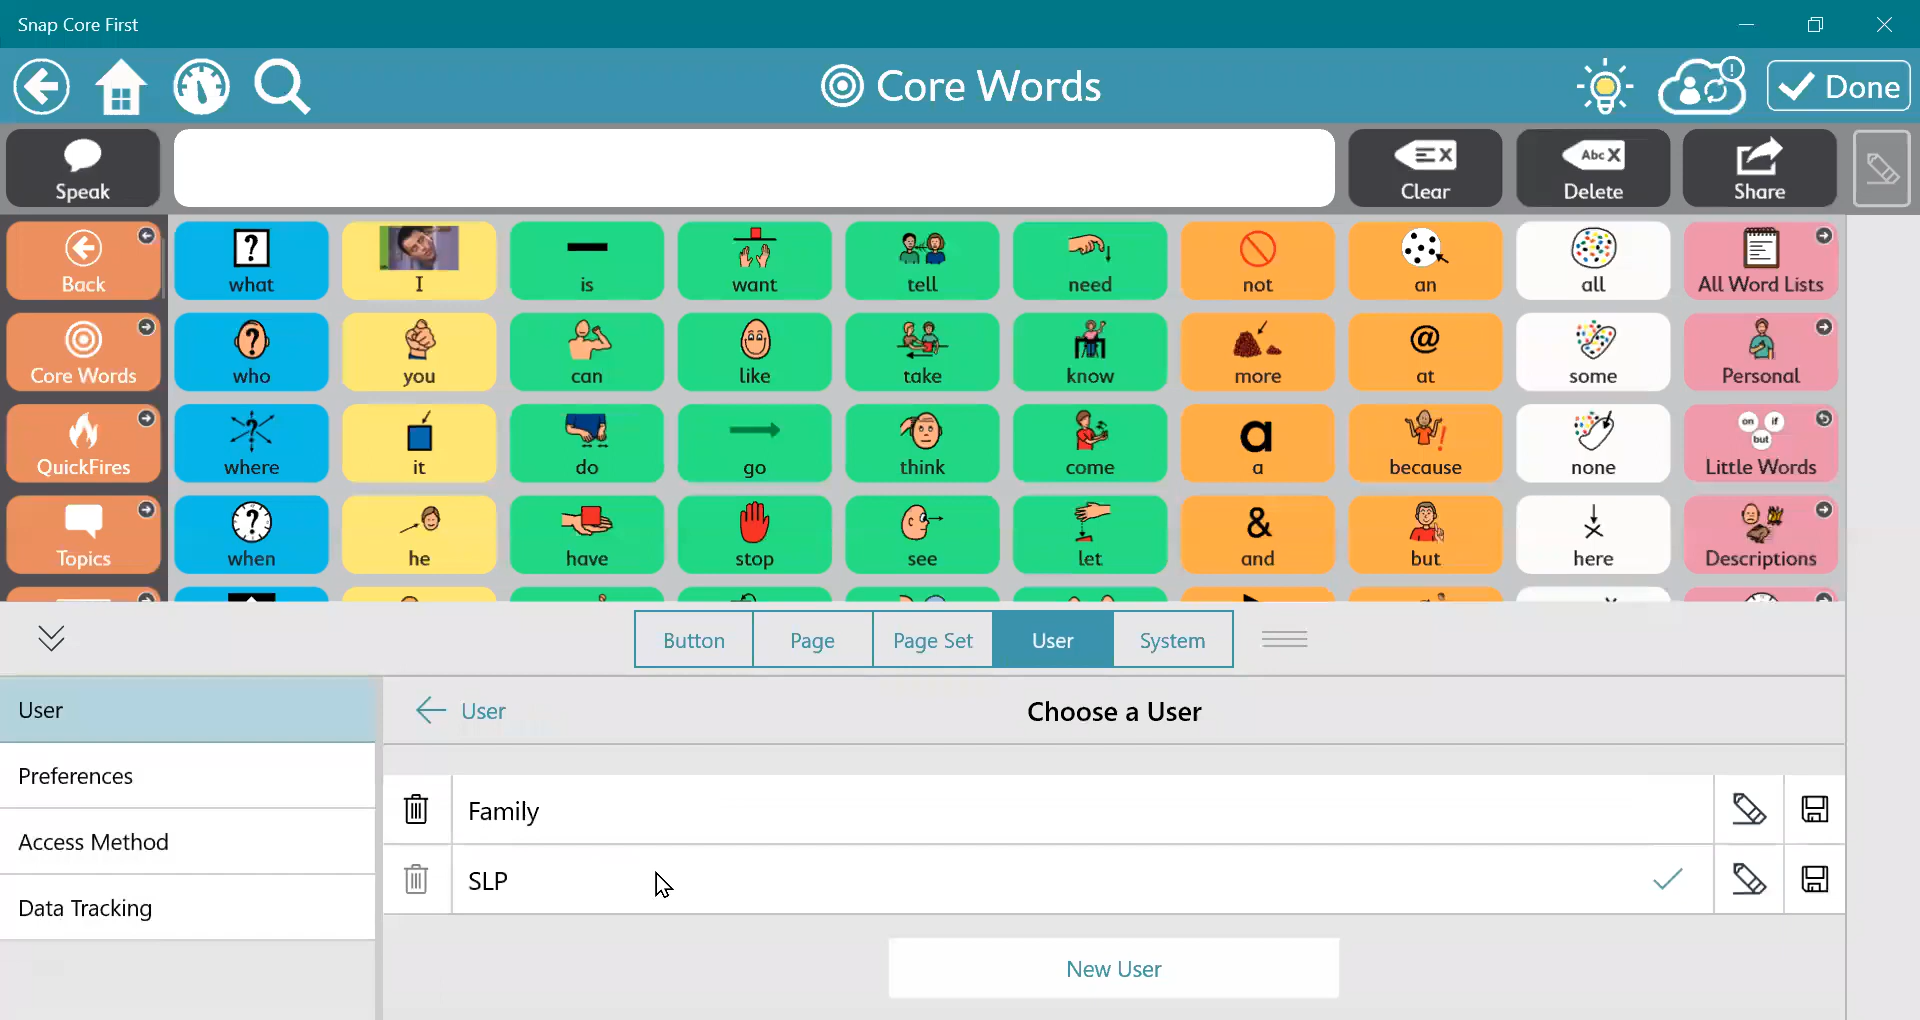 Snap Core First
Core Words
Done
Speak
Clear
Abc X
Delete
Share
Back
what
I
is
want
tell
need
not
an
all
All Word Lists
Core Words
who
you
can
like
take
know
more
@
at
some
Personal
QuickFires
where
it
do
go
think
come
a
a
because
none
on if
but
Little Words
Topics
when
he
have
stop
see
let
&
and
but
here
Descriptions
Button
Page
Page Set
User
System
User
User
Choose a User
Preferences
Access Method
Data Tracking
Family
SLP
New User